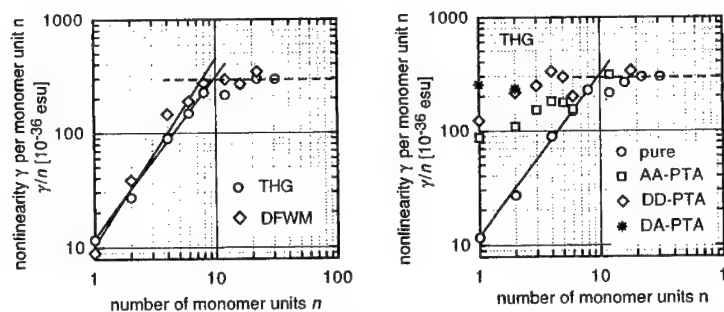 nonlinearity γ per monomer unit n
γ/n [10⁻³⁶ esu]
1000
100
10
THG
DFWM
1 10 100
number of monomer units n
nonlinearity γ per monomer unit n
γ/n [10⁻³⁶ esu]
1000
100
10
THG
pure
AA-PTA
DD-PTA
DA-PTA
1 10 1
number of monomer units n